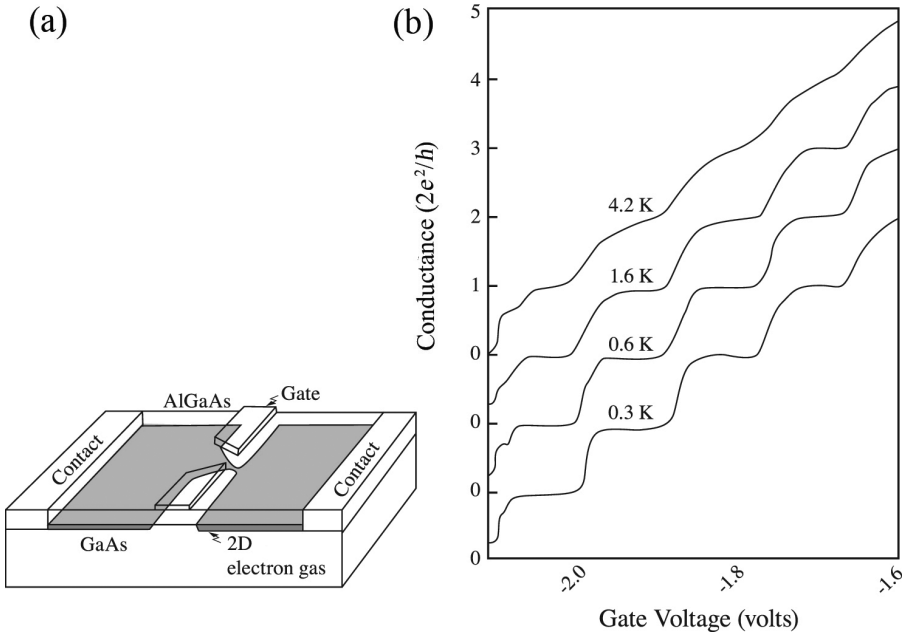 (a)
AlGaAs
Gate
Contact
Contact
GaAs
2D
electron gas
(b)
Conductance (2e²/h)
5
4
3
2
1
0
0
0
0
4.2 K
1.6 K
0.6 K
0.3 K
-2.0
-1.8
-1.6
Gate Voltage (volts)